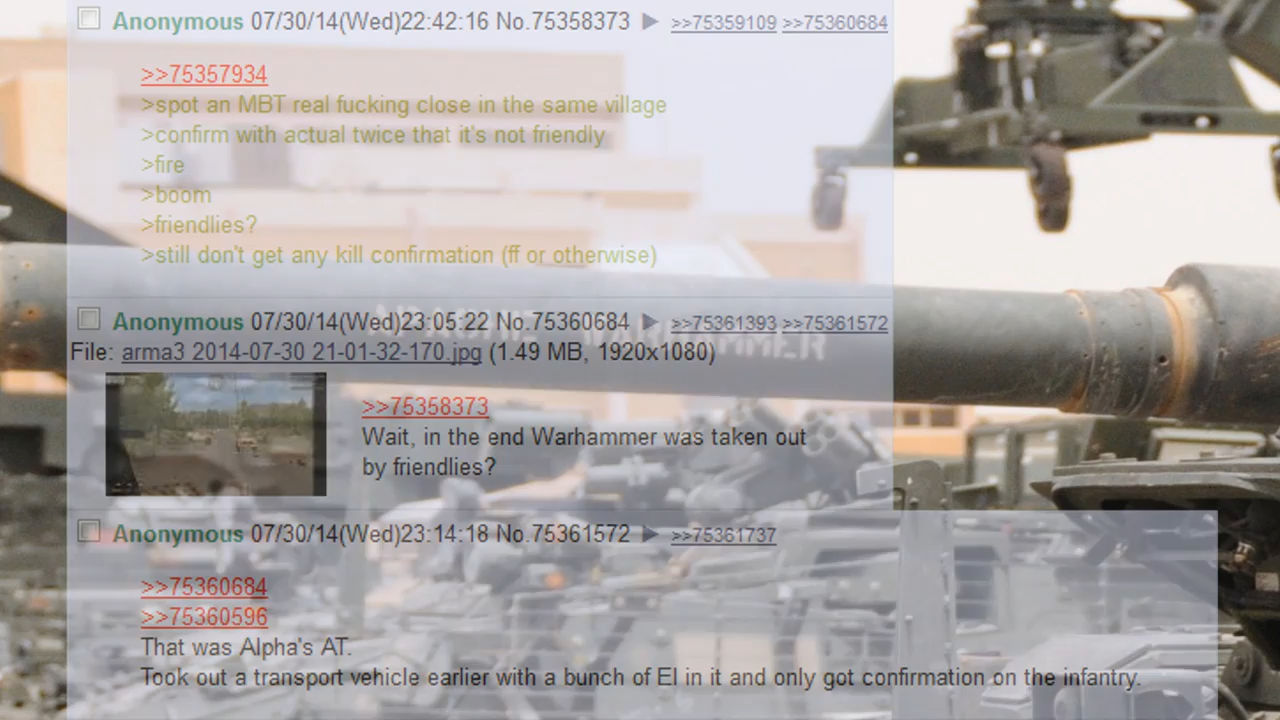 Anonymous 07/30/14(Wed)22:42:16 No.75358373 ▶ >>75359109 >>75360684
>>75357934
>spot an MBT real fucking close in the same village
>confirm with actual twice that it's not friendly
>fire
>boom
>friendlies?
>still don't get any kill confirmation (ff or otherwise)
Anonymous 07/30/14(Wed)23:05:22 No.75360684 ▶ >>75361393 >>75361572
File: arma3 2014-07-30 21-01-32-170.jpg (1.49 MB, 1920x1080)
>>75358373
Wait, in the end Warhammer was taken out
by friendlies?
Anonymous 07/30/14(Wed)23:14:18 No.75361572 ▶ >>75361737
>>75360684
>>75360596
That was Alpha's AT.
Took out a transport vehicle earlier with a bunch of EI in it and only got confirmation on the infantry.